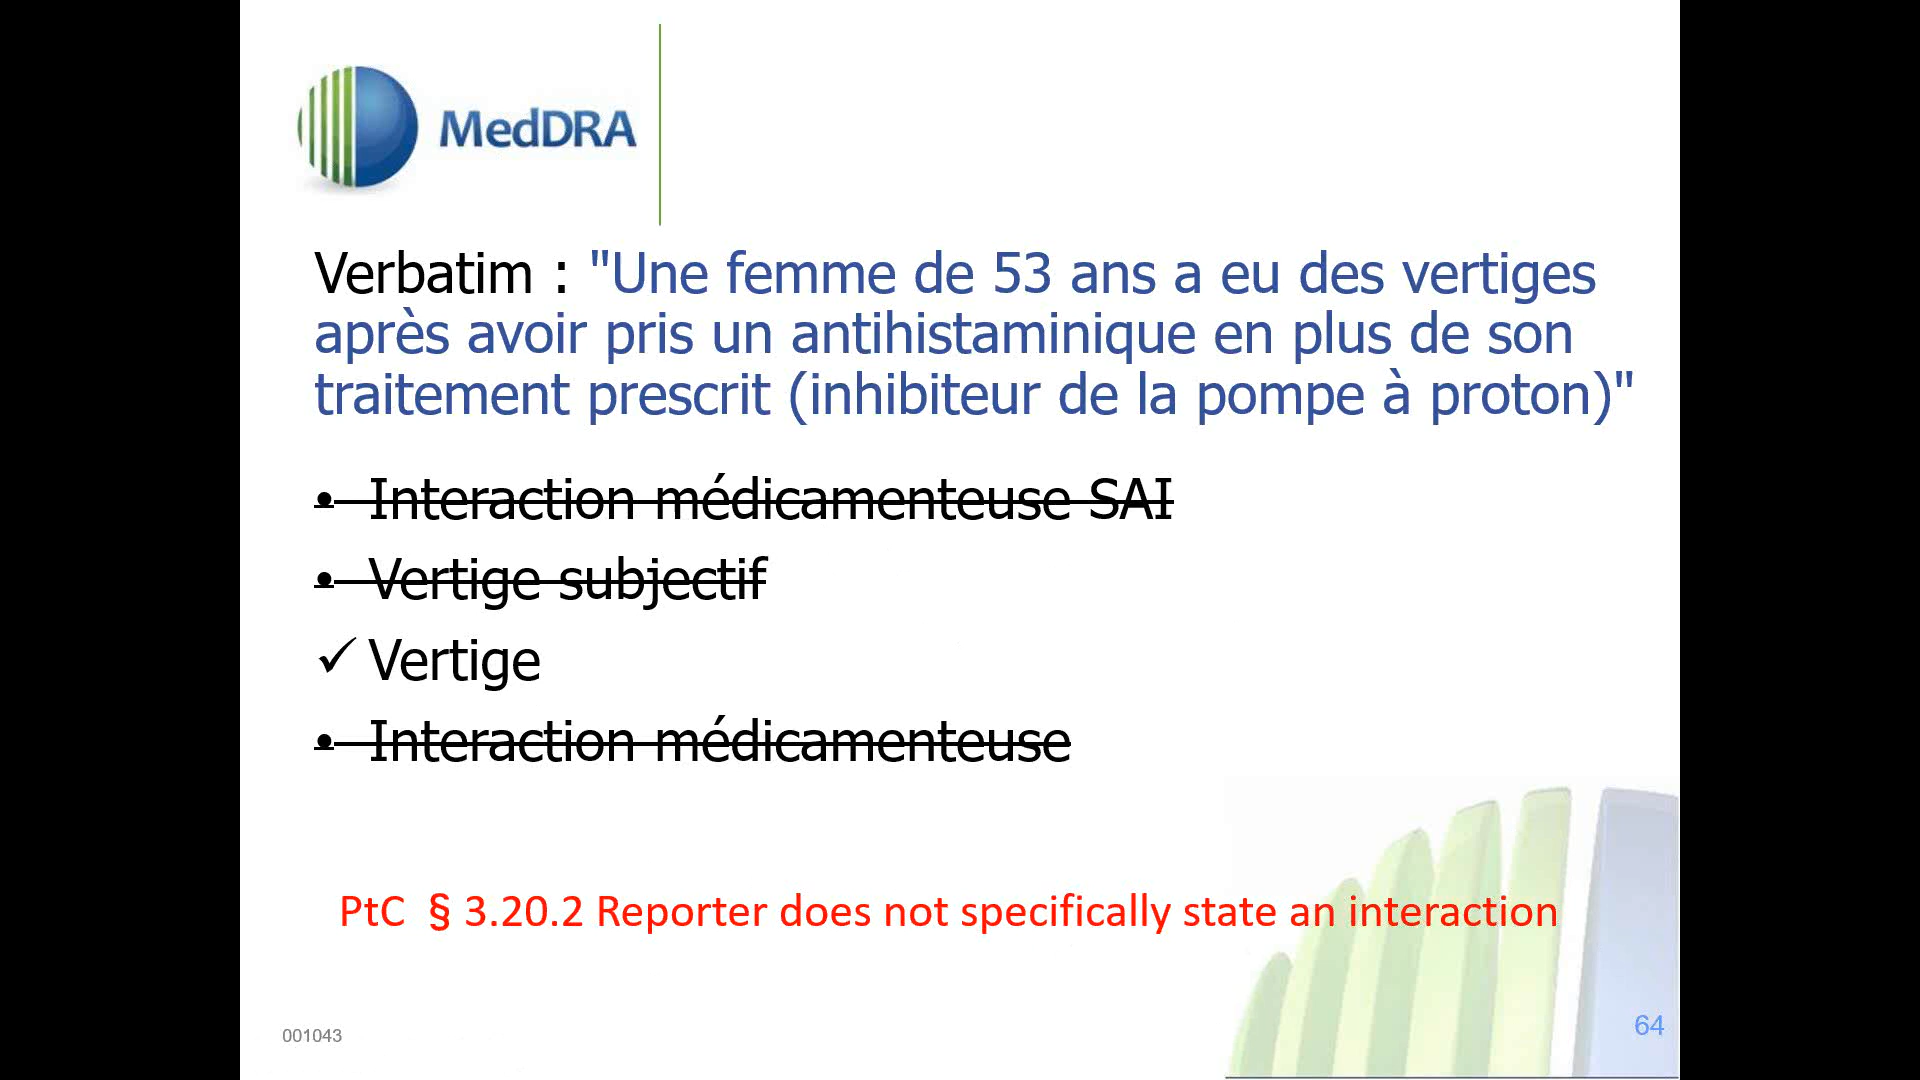 MedDRA
Verbatim : "Une femme de 53 ans a eu des vertiges
après avoir pris un antihistaminique en plus de son
traitement prescrit (inhibiteur de la pompe à proton)"
• Interaction médicamenteuse SAI
• Vertige subjectif
✓ Vertige
• Interaction médicamenteuse
PtC § 3.20.2 Reporter does not specifically state an interaction
001043
64